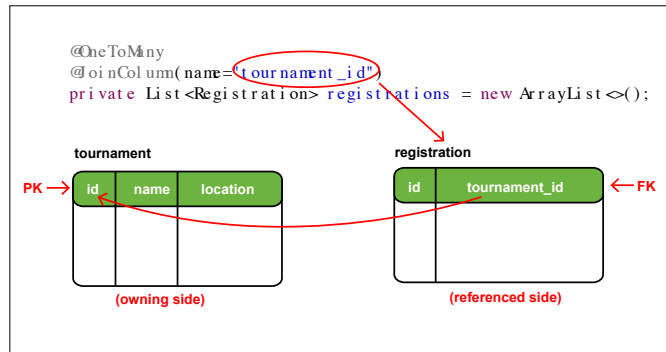 @OneToMany
@JoinColumn(name="tournament_id")
private List<Registration> registrations = new ArrayList<>();
tournament
registration
PK
id
name
location
id
tournament_id
FK
(owning side)
(referenced side)